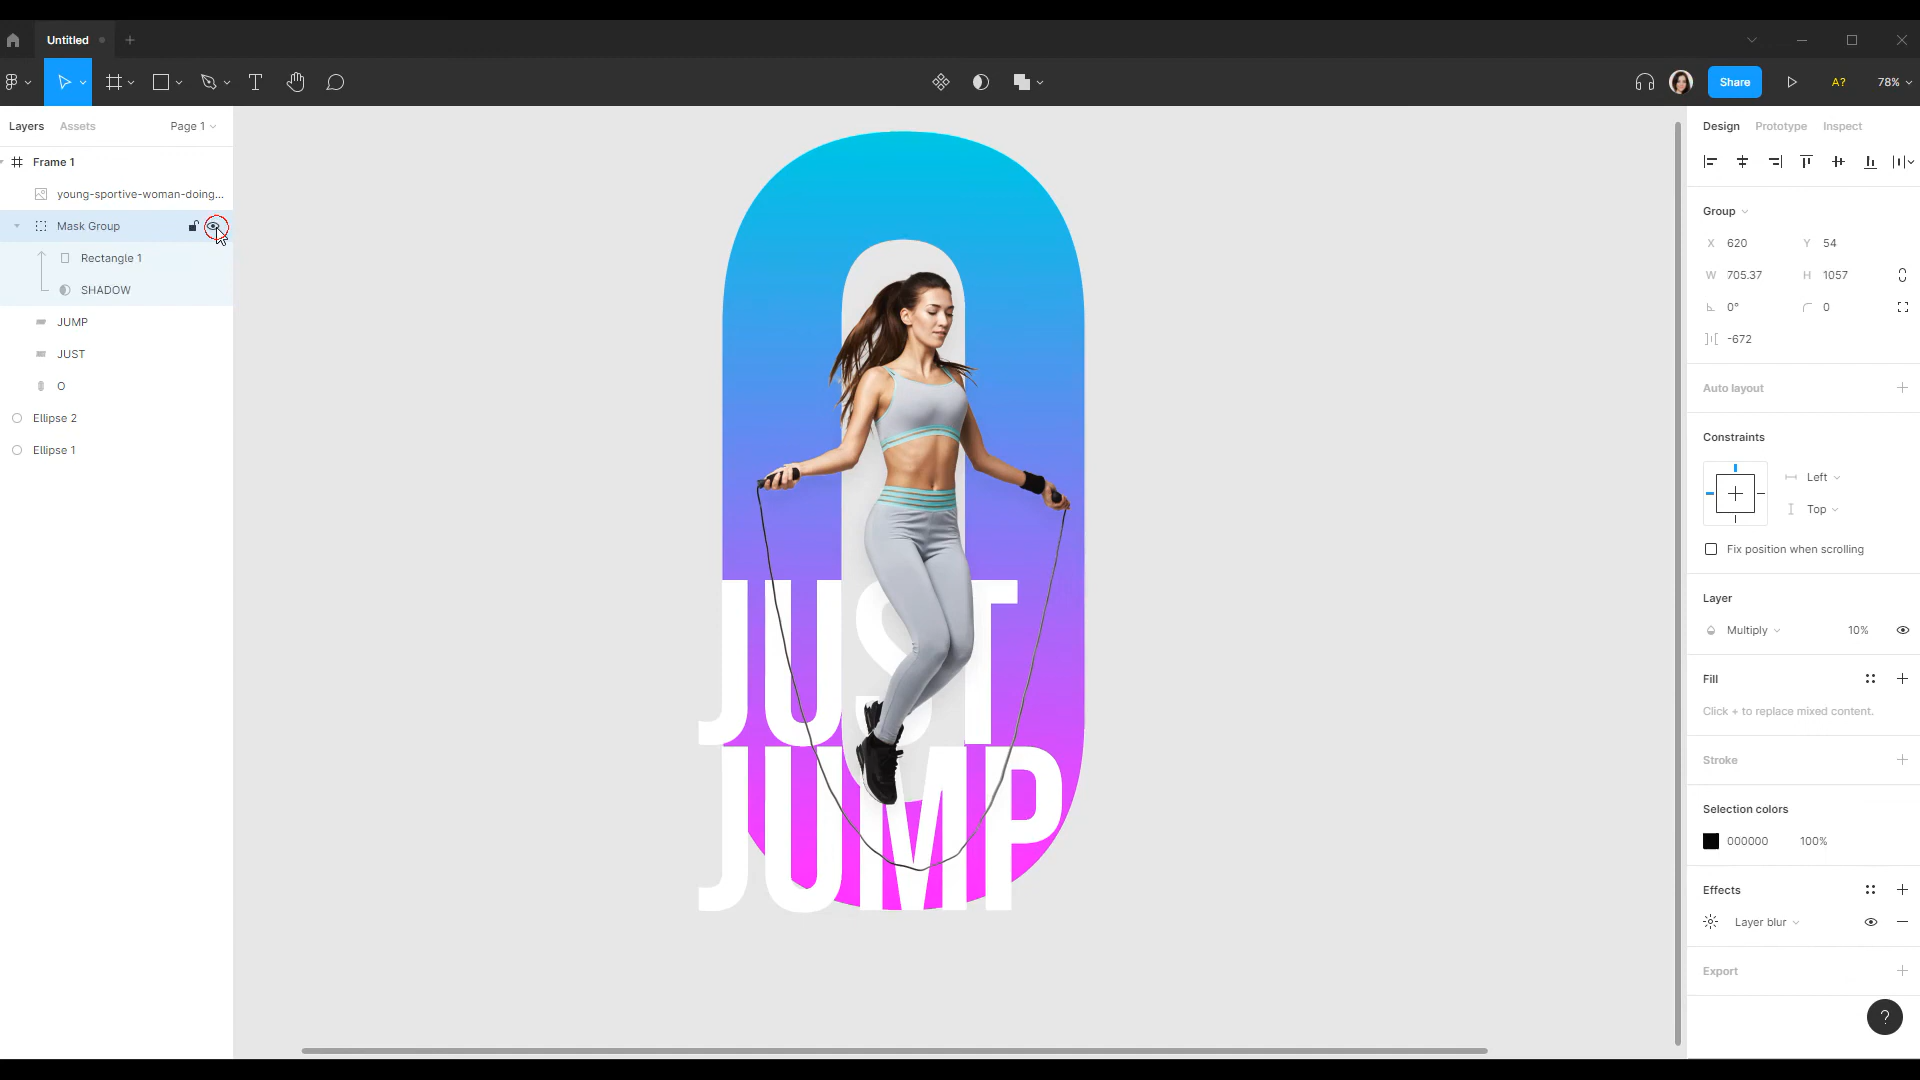 Untitled
Share
A?
78%
Layers
Assets
Page 1
Design
Prototype
Inspect
Frame 1
young-sportive-woman-doing...
Mask Group
Rectangle 1
SHADOW
JUMP
JUST
O
Ellipse 2
Ellipse 1
JUST
JUMP
Group
X 620
Y 54
W 705.37
H 1057
0°
0
-672
Auto layout
Constraints
Left
Top
Fix position when scrolling
Layer
Multiply
10%
Fill
Click + to replace mixed content.
Stroke
Selection colors
000000
100%
Effects
Layer blur
Export
?